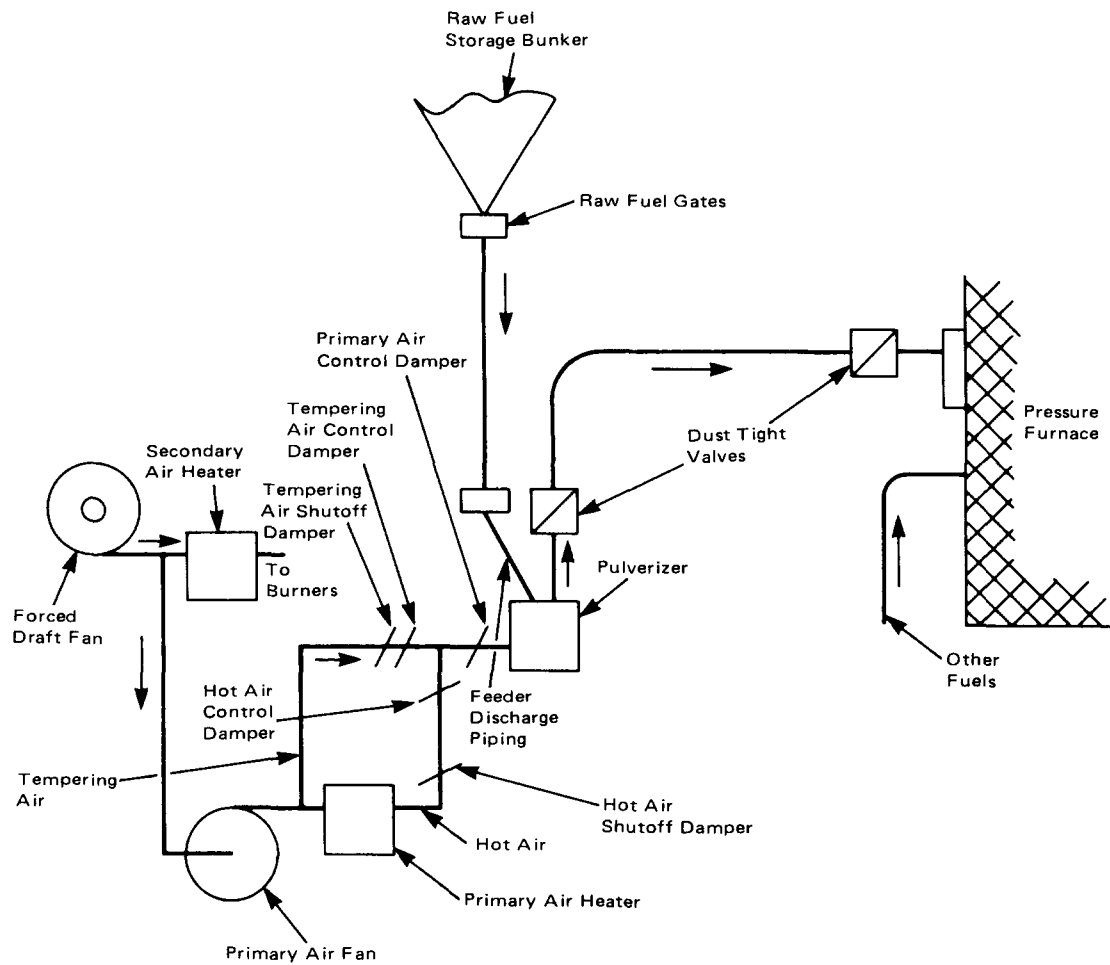 Raw Fuel
Storage Bunker
Raw Fuel Gates
Primary Air
Control Damper
Tempering
Air Control
Damper
Secondary
Air Heater
Tempering
Air Shutoff
Damper
Dust Tight
Valves
Pressure
Furnace
To
Burners
Pulverizer
Forced
Draft Fan
Other
Fuels
Hot Air
Control
Damper
Feeder
Discharge
Piping
Tempering
Air
Hot Air
Shutoff Damper
Hot Air
Primary Air Heater
Primary Air Fan